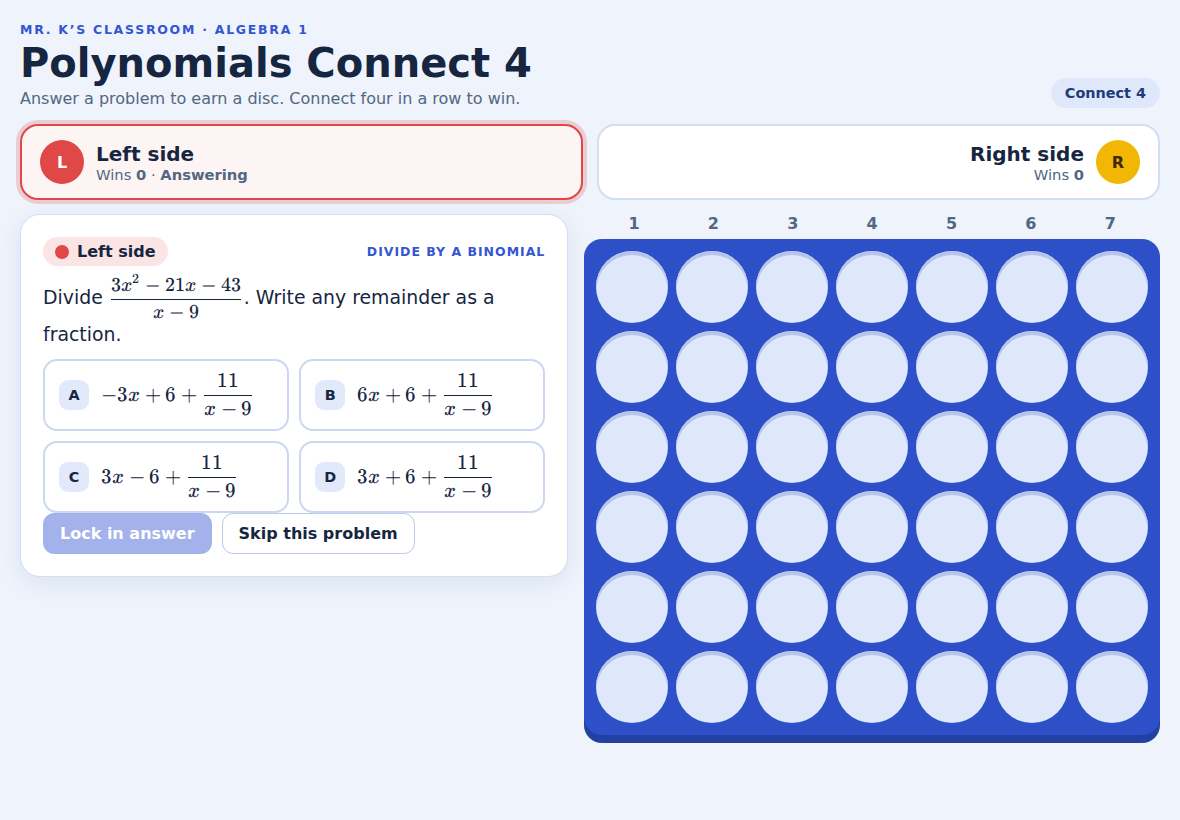 MR. K’S CLASSROOM · ALGEBRA 1
Polynomials Connect 4
Answer a problem to earn a disc. Connect four in a row to win.
Connect 4
L
Left side
Wins 0 · Answering
Right side
Wins 0
R
Left side
DIVIDE BY A BINOMIAL
Divide (3x² − 21x − 43)/(x − 9). Write any remainder as a
fraction.
A −3x + 6 + 11/(x − 9)
B 6x + 6 + 11/(x − 9)
C 3x − 6 + 11/(x − 9)
D 3x + 6 + 11/(x − 9)
Lock in answer
Skip this problem
1 2 3 4 5 6 7